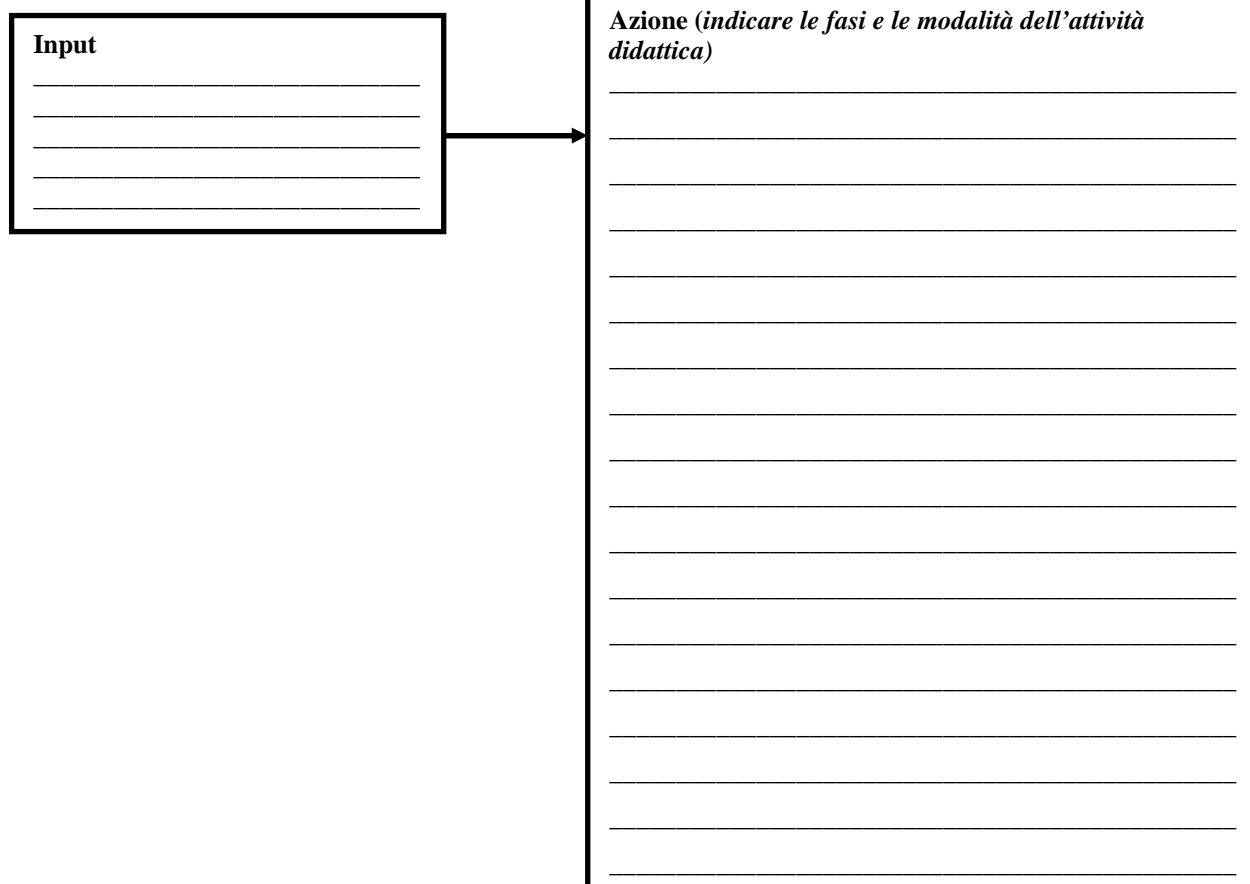 Input
Azione (indicare le fasi e le modalità dell’attività
didattica)